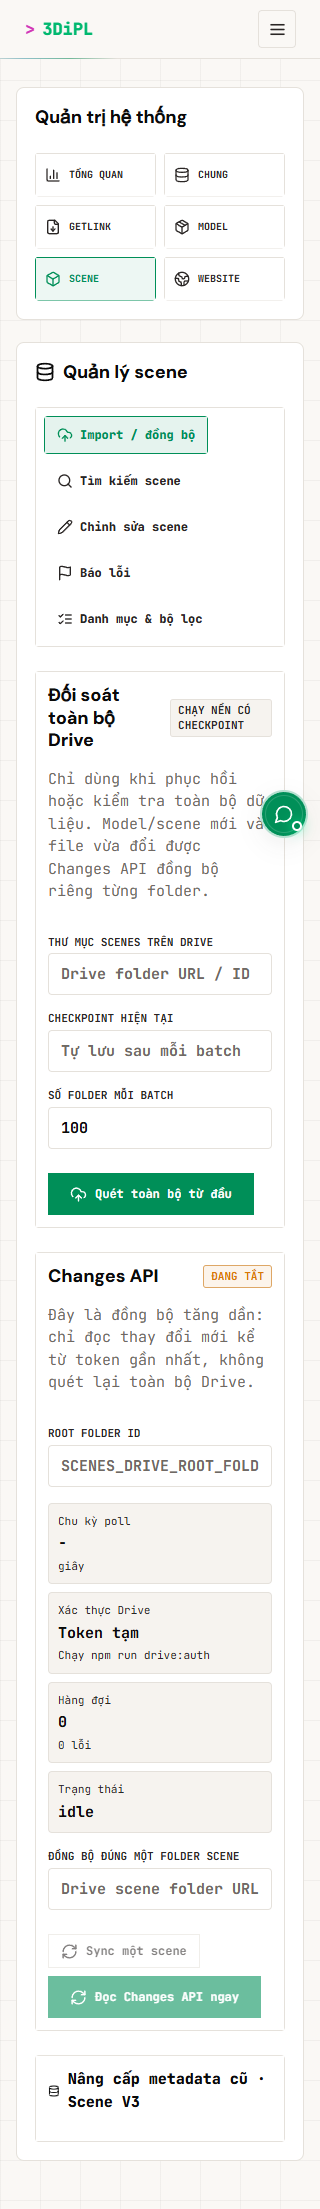 > 3DiPL
Quản trị hệ thống
TỔNG QUAN
CHUNG
GETLINK
MODEL
SCENE
WEBSITE
Quản lý scene
Import / đồng bộ
Tìm kiếm scene
Chỉnh sửa scene
Báo lỗi
Danh mục & bộ lọc
Đối soát
toàn bộ
Drive
CHẠY NỀN CÓ
CHECKPOINT
Chỉ dùng khi phục hồi
hoặc kiểm tra toàn bộ dữ
liệu. Model/scene mới và
file vừa đổi được
Changes API đồng bộ
riêng từng folder.
THƯ MỤC SCENES TRÊN DRIVE
Drive folder URL / ID
CHECKPOINT HIỆN TẠI
Tự lưu sau mỗi batch
SỐ FOLDER MỖI BATCH
100
Quét toàn bộ từ đầu
Changes API
ĐANG TẮT
Đây là đồng bộ tăng dần:
chỉ đọc thay đổi mới kể
từ token gần nhất, không
quét lại toàn bộ Drive.
ROOT FOLDER ID
SCENES_DRIVE_ROOT_FOLD
Chu kỳ poll
-
giây
Xác thực Drive
Token tạm
Chạy npm run drive:auth
Hàng đợi
0
0 lỗi
Trạng thái
idle
ĐỒNG BỘ ĐÚNG MỘT FOLDER SCENE
Drive scene folder URL
Sync một scene
Đọc Changes API ngay
Nâng cấp metadata cũ ·
Scene V3